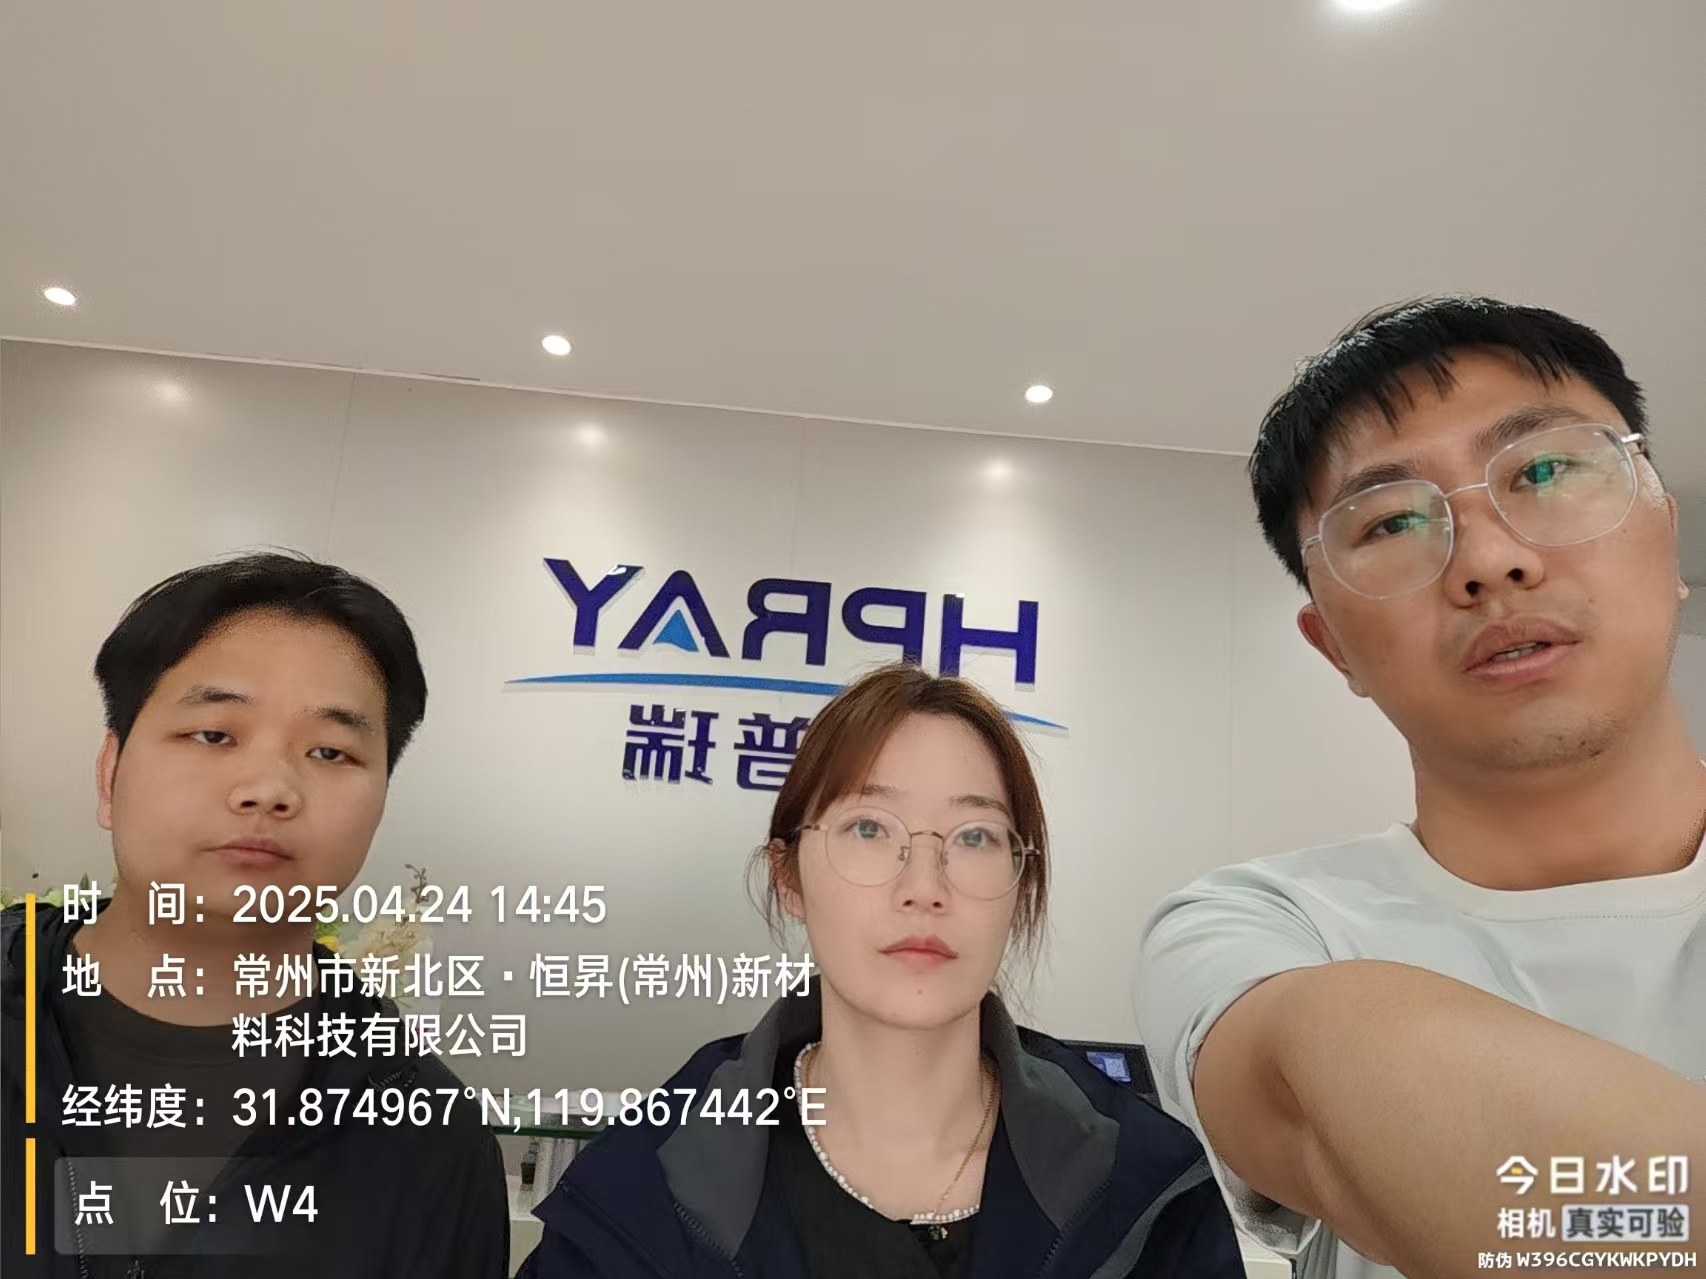 HPRAY
普瑞
时 间：2025.04.24 14:45
地 点：常州市新北区·恒昇(常州)新材
料科技有限公司
经纬度：31.874967°N,119.867442°E
点 位：W4
今日水印
相机 真实可验
防伪 W396CGYKWKPYDH